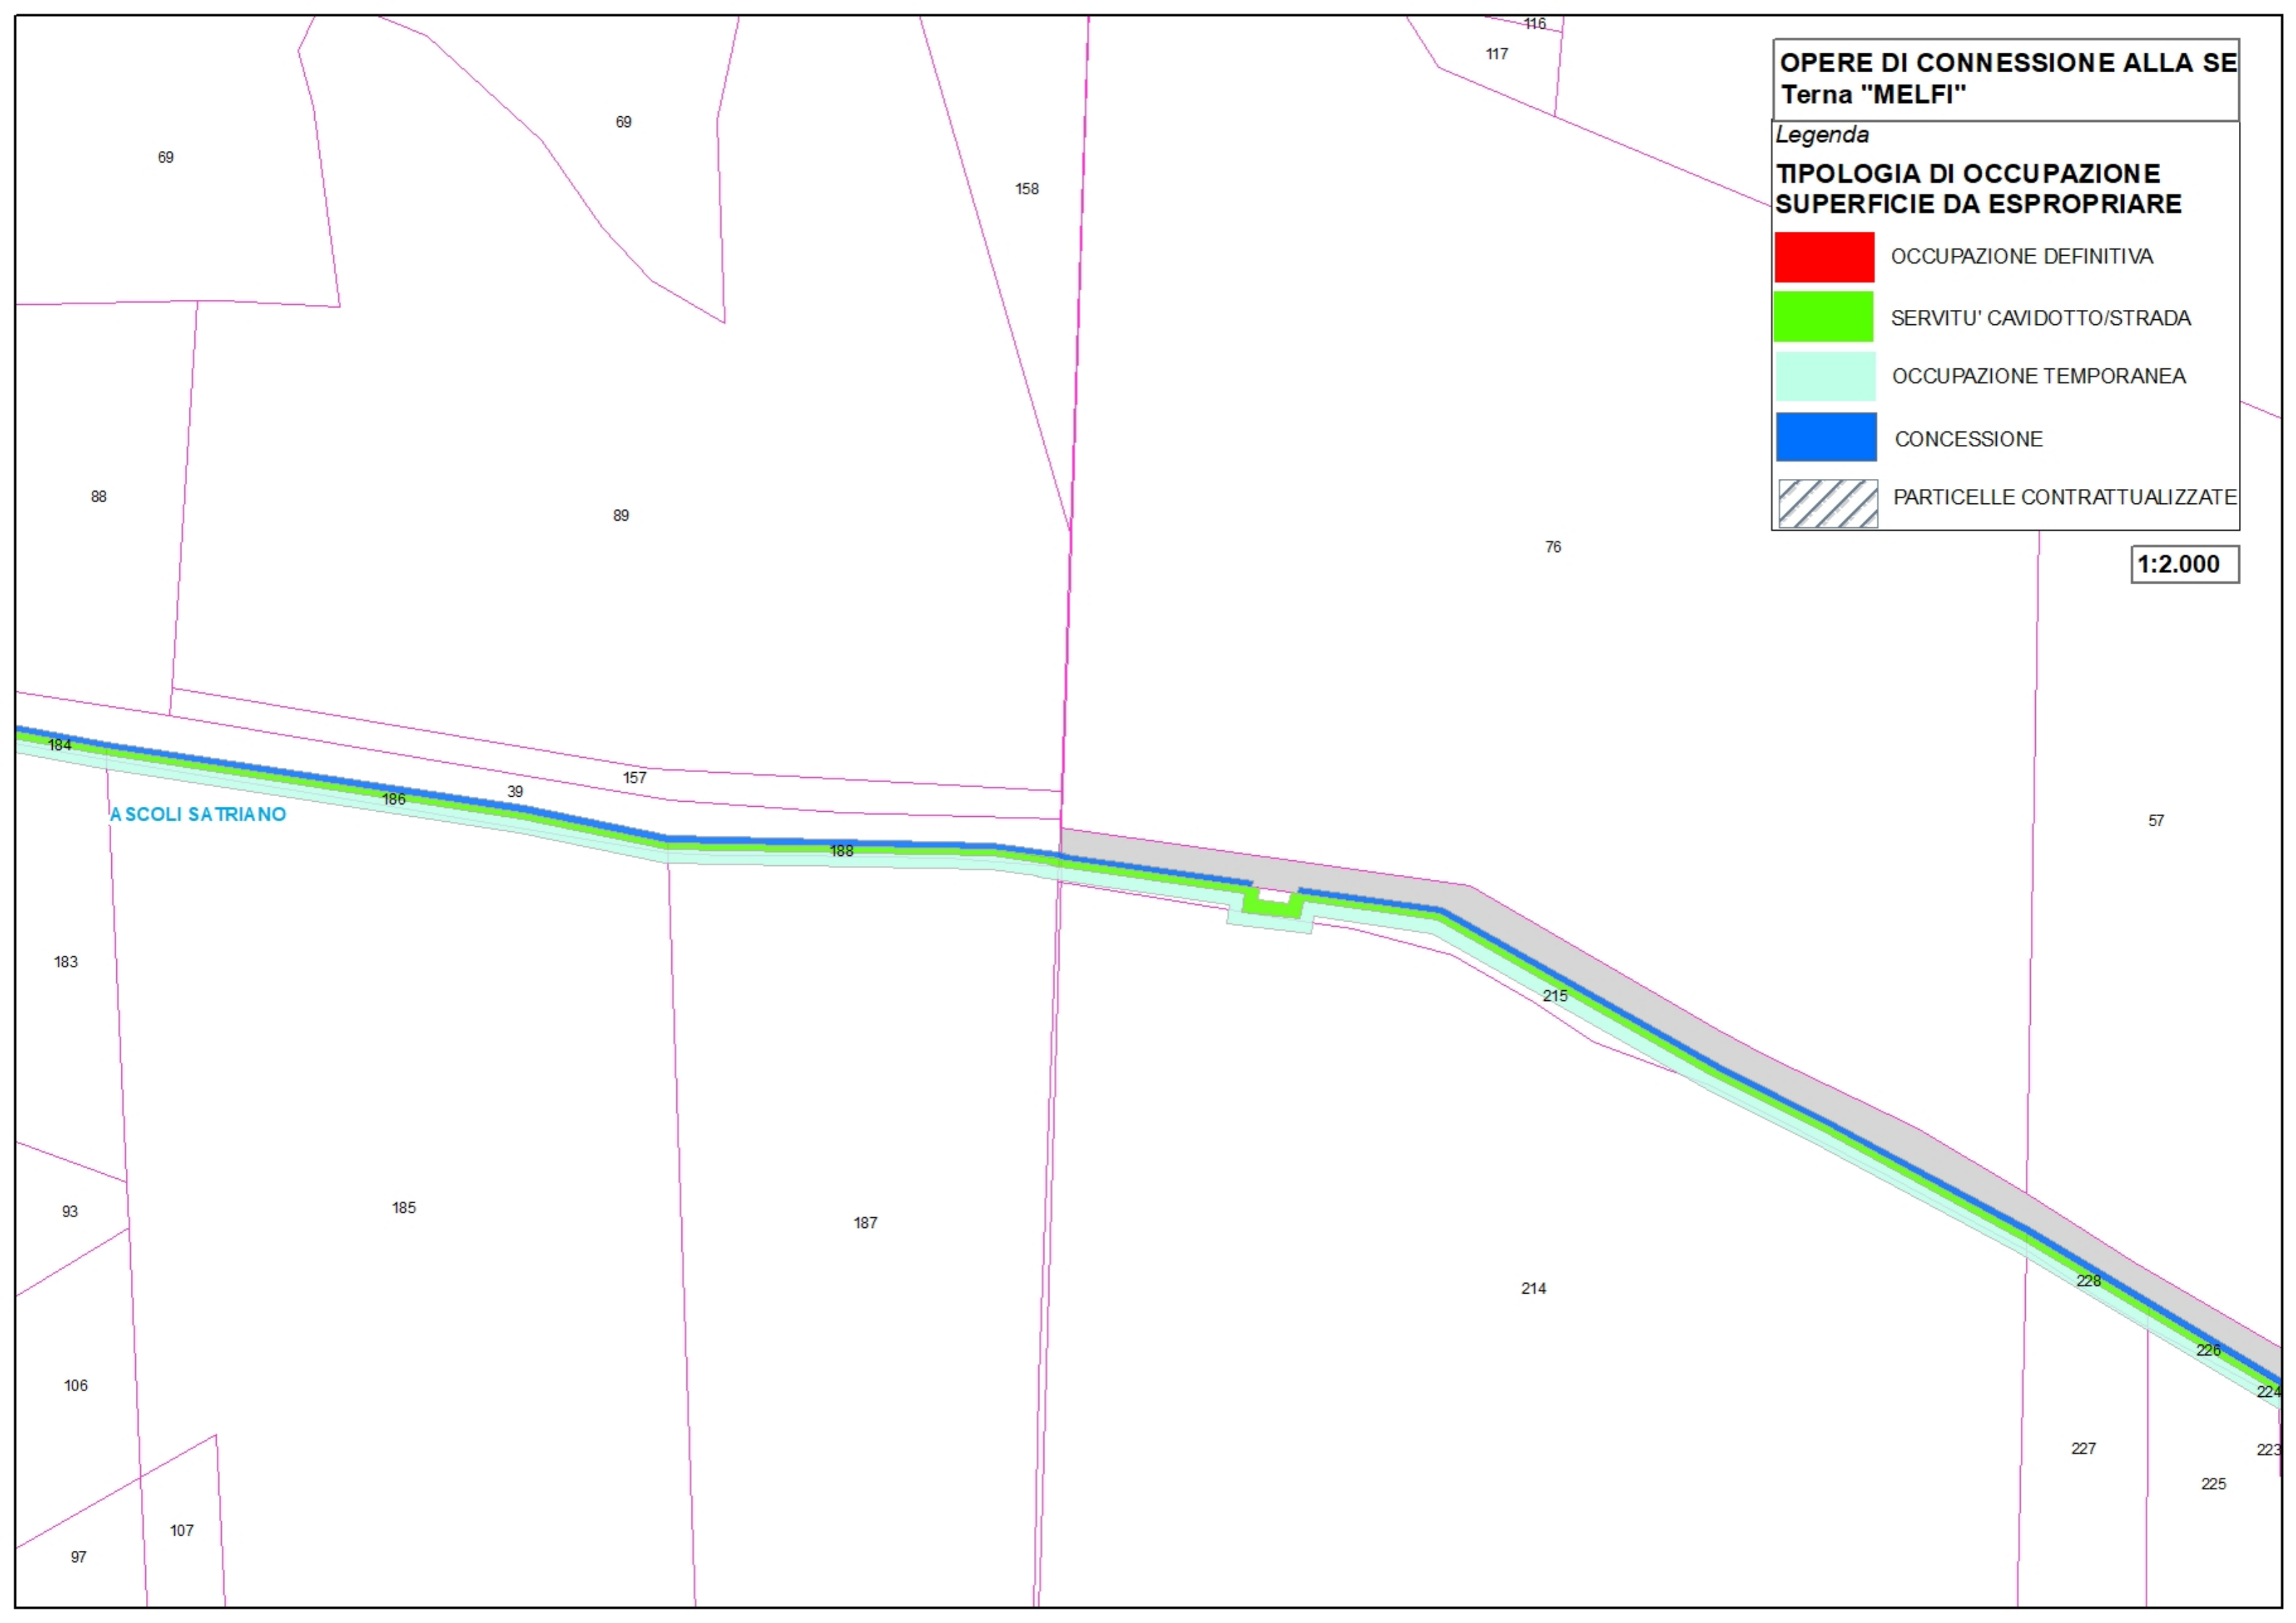 116
117
OPERE DI CONNESSIONE ALLA SE
Terna "MELFI"
Legenda
TIPOLOGIA DI OCCUPAZIONE
SUPERFICIE DA ESPROPRIARE
OCCUPAZIONE DEFINITIVA
SERVITU' CAVIDOTTO/STRADA
OCCUPAZIONE TEMPORANEA
CONCESSIONE
PARTICELLE CONTRATTUALIZZATE
1:2.000
69
69
158
88
89
76
184
157
39
186
ASCOLI SATRIANO
188
57
183
215
93
185
187
214
228
226
224
106
227
223
225
107
97